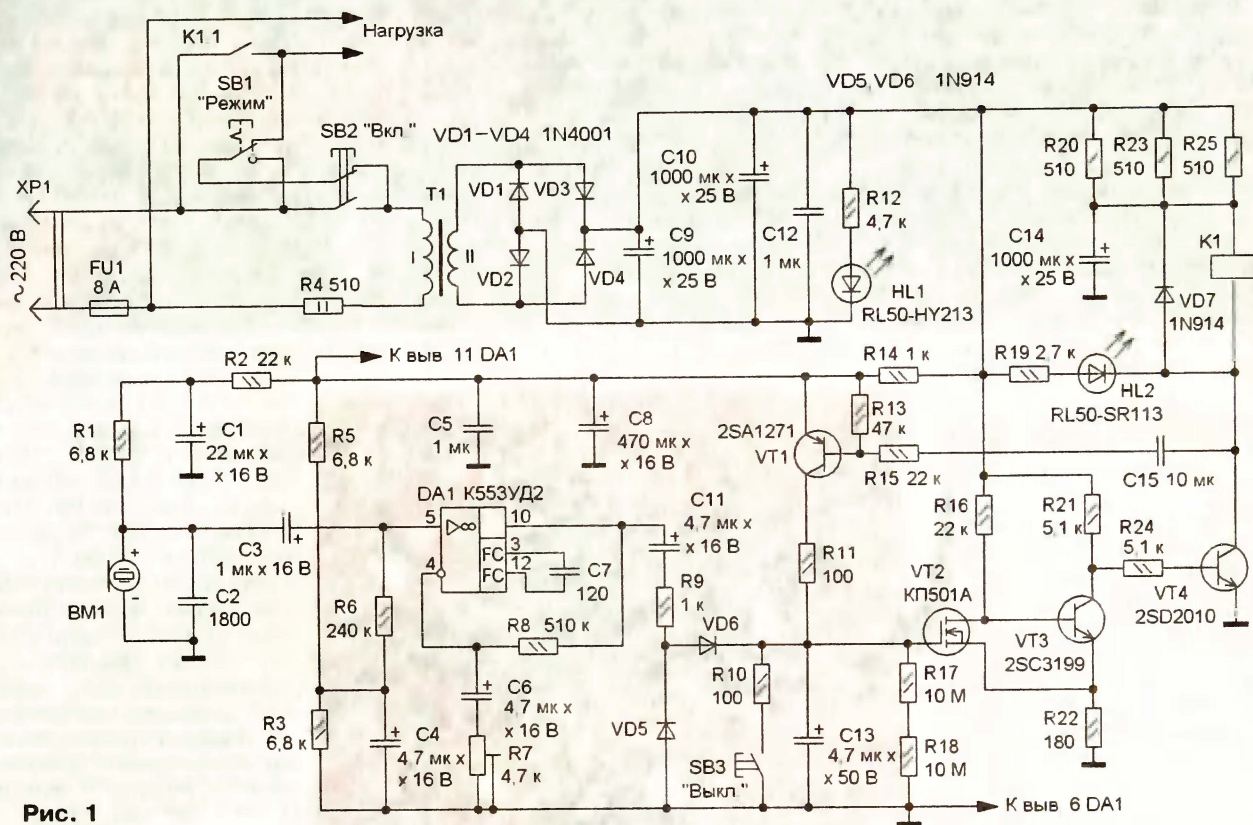 К1.1
Нагрузка
SB1
"Режим"
SB2 "Вкл."
VD1–VD4 1N4001
VD5, VD6 1N914
XP1
~ 220 В
FU1
8 А
R4 510
T1
I
II
VD1
VD3
VD2
VD4
C10
1000 мк х
х 25 В
C9
1000 мк х
х 25 В
C12
1 мк
R12
4,7 к
HL1
RL50-HY213
R20
510
R23
510
R25
510
C14
1000 мк х
х 25 В
K1
VD7
1N914
R2 22 к
К выв 11 DA1
R14 1 к
R19 2,7 к
HL2
RL50-SR113
R1
6,8 к
C1
22 мк х
х 16 В
R5
6,8 к
C5
1 мк
C8
470 мк х
х 16 В
2SA1271
VT1
R13
47 к
R15 22 к
C15 10 мк
DA1 К553УД2
5
10
4
3
12
FC
FC
C7
120
C11
4,7 мк х
х 16 В
R11
100
R16
22 к
R21
5,1 к
R24
5,1 к
VT4
2SD2010
C3
1 мк х 16 В
BM1
+
–
C2
1800
R6
240 к
R8 510 к
R9
1 к
VD6
VT2
КП501А
VT3
2SC3199
R3
6,8 к
C4
4,7 мк х
х 16 В
C6
4,7 мк х
х 16 В
R7
4,7 к
VD5
R10
100
SB3
"Выкл."
C13
4,7 мк х
х 50 В
R17
10 М
R18
10 М
R22
180
К выв 6 DA1
Рис. 1